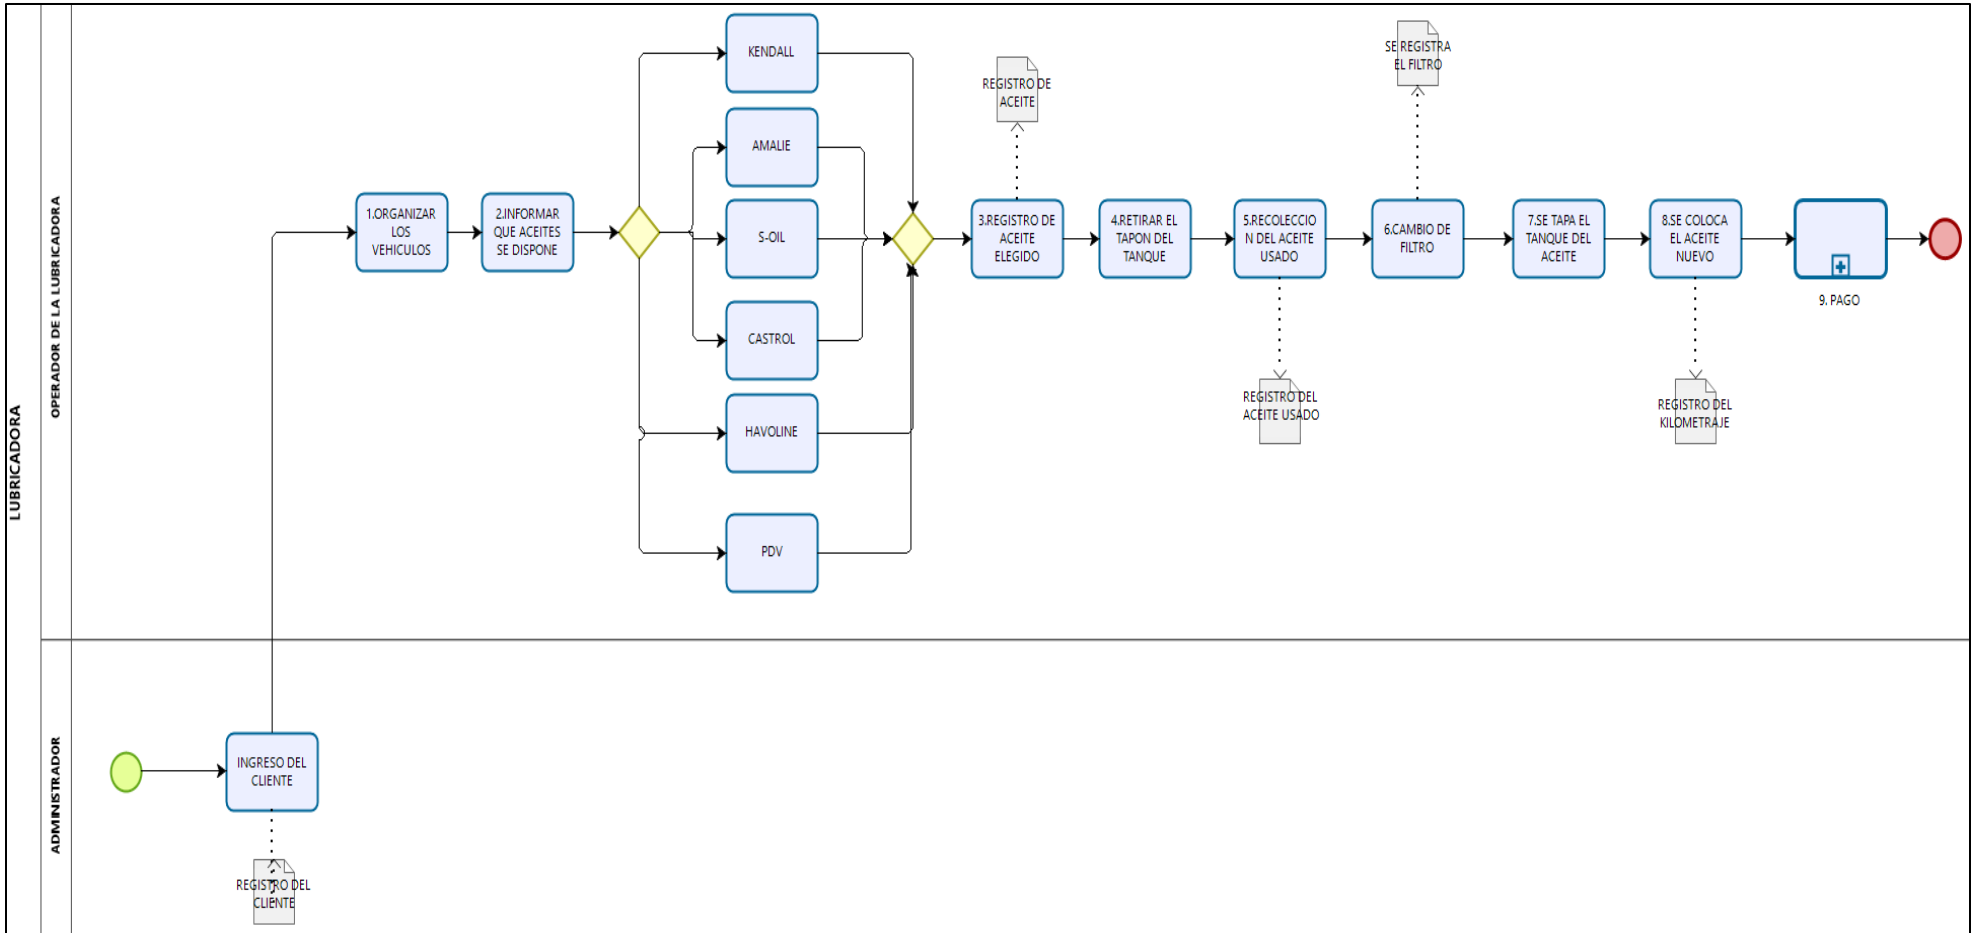 LUBRICADORA
OPERADOR DE LA LUBRICADORA
1.ORGANIZAR
LOS
VEHICULOS
2.INFORMAR
QUE ACEITES
SE DISPONE
KENDALL
AMALIE
S-OIL
CASTROL
HAVOLINE
PDV
REGISTRO DE
ACEITE
3.REGISTRO DE
ACEITE
ELEGIDO
4.RETIRAR EL
TAPON DEL
TANQUE
5.RECOLECCIO
N DEL ACEITE
USADO
REGISTRO DEL
ACEITE USADO
SE REGISTRA
EL FILTRO
6.CAMBIO DE
FILTRO
7.SE TAPA EL
TANQUE DEL
ACEITE
8.SE COLOCA
EL ACEITE
NUEVO
REGISTRO DEL
KILOMETRAJE
9. PAGO
ADMINISTRADOR
INGRESO DEL
CLIENTE
REGISTRO DEL
CLIENTE